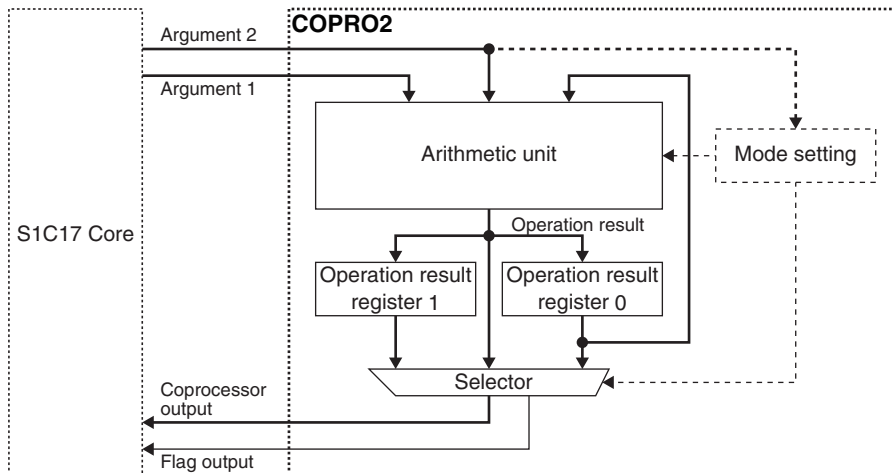 COPRO2
Argument 2
Argument 1
Arithmetic unit
Mode setting
S1C17 Core
Operation result
Operation result
register 1
Operation result
register 0
Selector
Coprocessor
output
Flag output